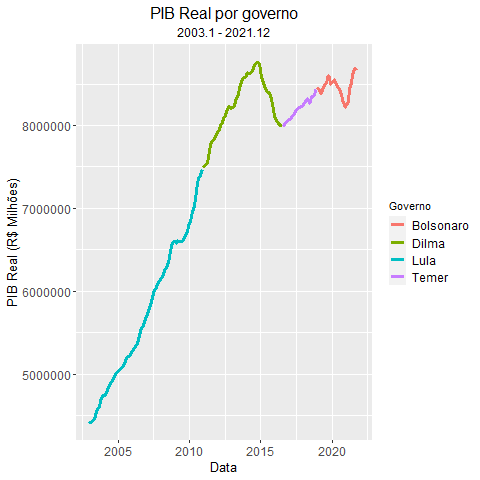 PIB Real por governo
2003.1 - 2021.12
PIB Real (R$ Milhões)
8000000
7000000
6000000
5000000
2005
2010
2015
2020
Data
Governo
Bolsonaro
Dilma
Lula
Temer